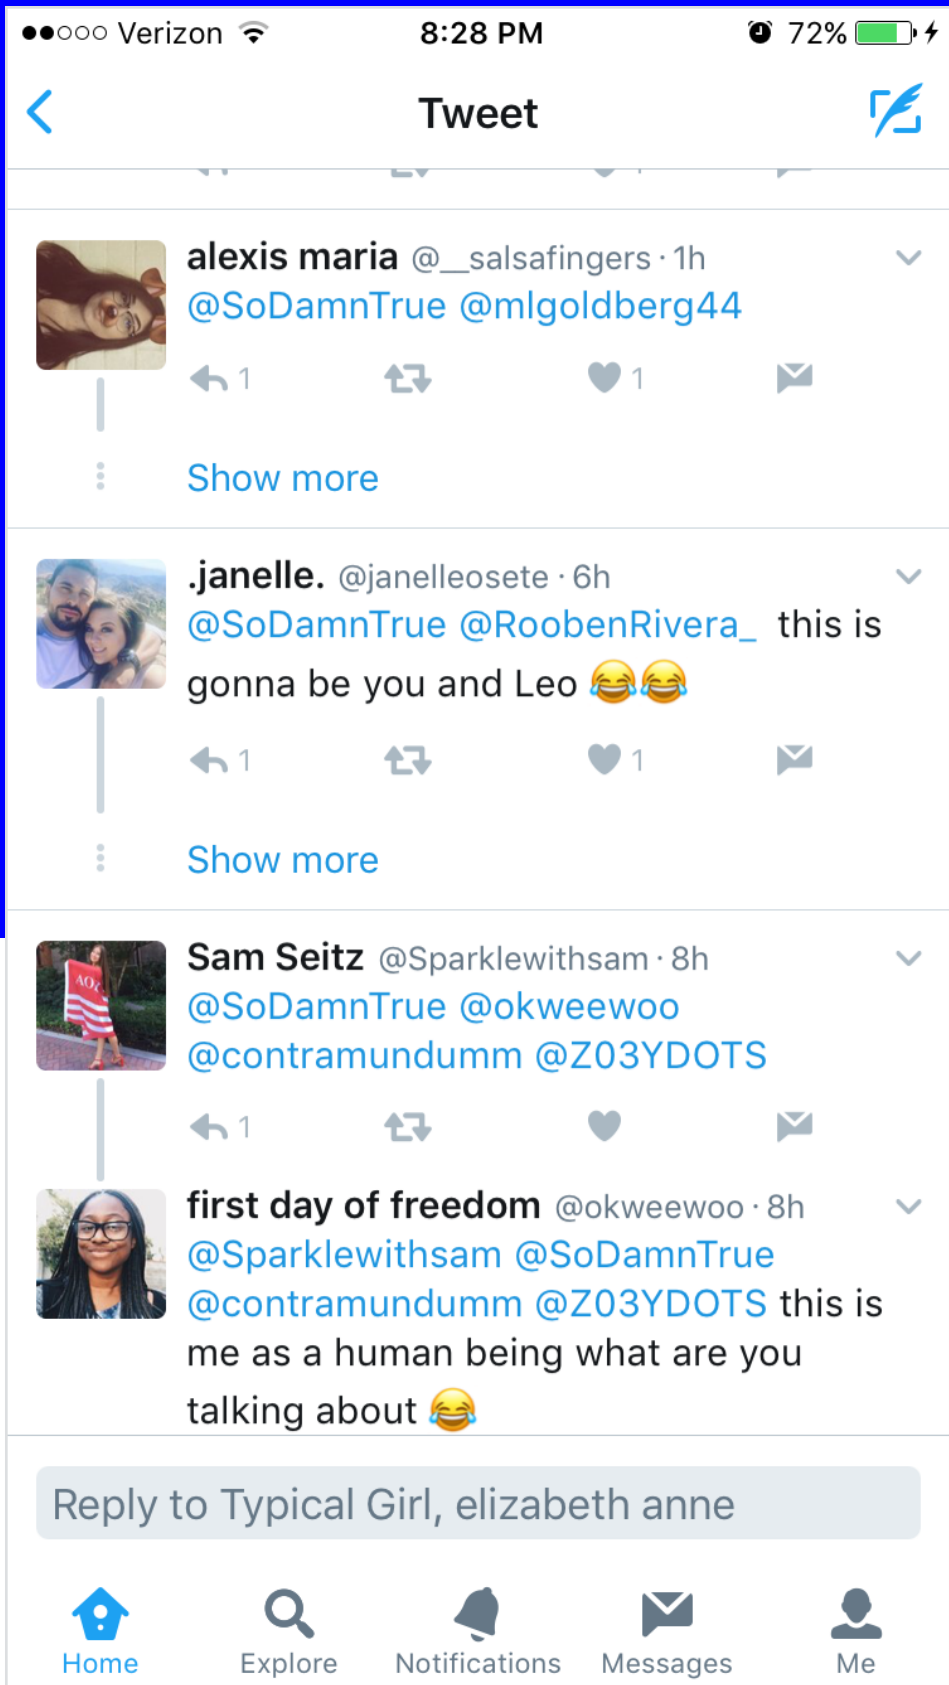 Verizon 8:28 PM 72%
Tweet
alexis maria @__salsafingers · 1h
@SoDamnTrue @mlgoldberg44
1 1
Show more
.janelle. @janelleosete · 6h
@SoDamnTrue @RoobenRivera_ this is
gonna be you and Leo 😂😂
1 1
Show more
Sam Seitz @Sparklewithsam · 8h
@SoDamnTrue @okweewoo
@contramundumm @Z03YDOTS
1
first day of freedom @okweewoo · 8h
@Sparklewithsam @SoDamnTrue
@contramundumm @Z03YDOTS this is
me as a human being what are you
talking about 😂
Reply to Typical Girl, elizabeth anne
Home Explore Notifications Messages Me